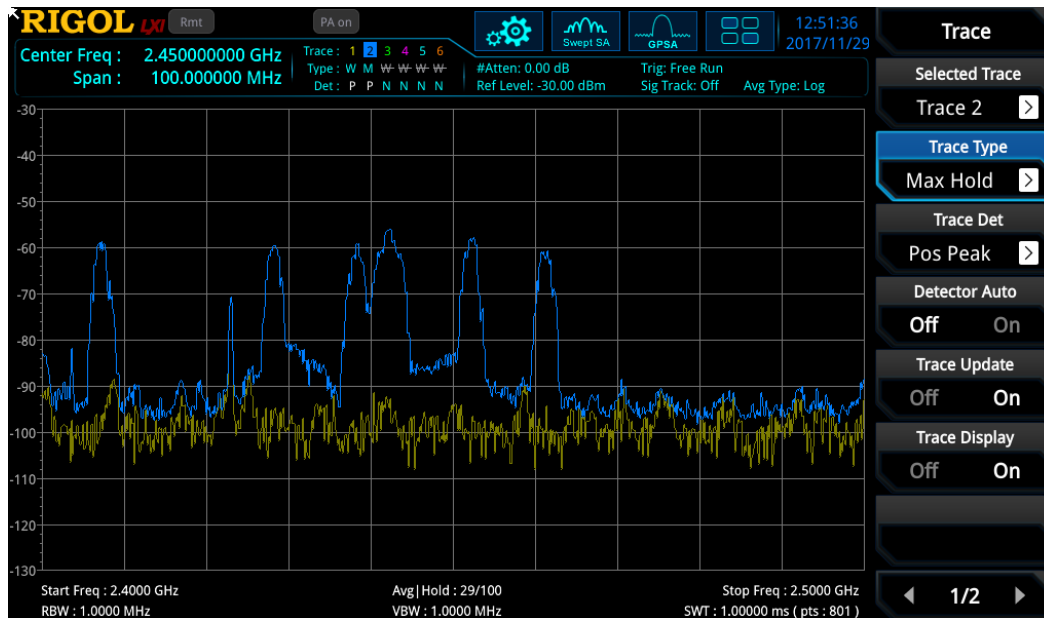 RIGOL LXI Rmt PA on
Swept SA GPSA
12:51:36
2017/11/29
Center Freq : 2.450000000 GHz
Span : 100.000000 MHz
Trace : 1 2 3 4 5 6
Type : W M W W W W
Det : P P N N N N
#Atten: 0.00 dB Trig: Free Run
Ref Level: -30.00 dBm Sig Track: Off Avg Type: Log
-30
-40
-50
-60
-70
-80
-90
-100
-110
-120
-130
Start Freq : 2.4000 GHz Avg|Hold : 29/100 Stop Freq : 2.5000 GHz
RBW : 1.0000 MHz VBW : 1.0000 MHz SWT : 1.00000 ms ( pts : 801 )
Trace
Selected Trace
Trace 2
Trace Type
Max Hold
Trace Det
Pos Peak
Detector Auto
Off On
Trace Update
Off On
Trace Display
Off On
1/2